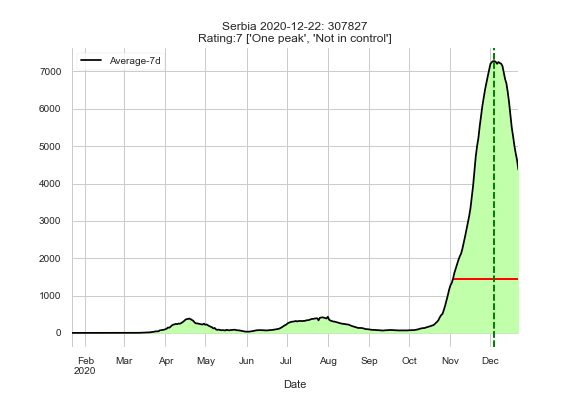 Serbia 2020-12-22: 307827
Rating:7 ['One peak', 'Not in control']
Average-7d
7000
6000
5000
4000
3000
2000
1000
0
Feb Mar Apr May Jun Jul Aug Sep Oct Nov Dec
2020
Date